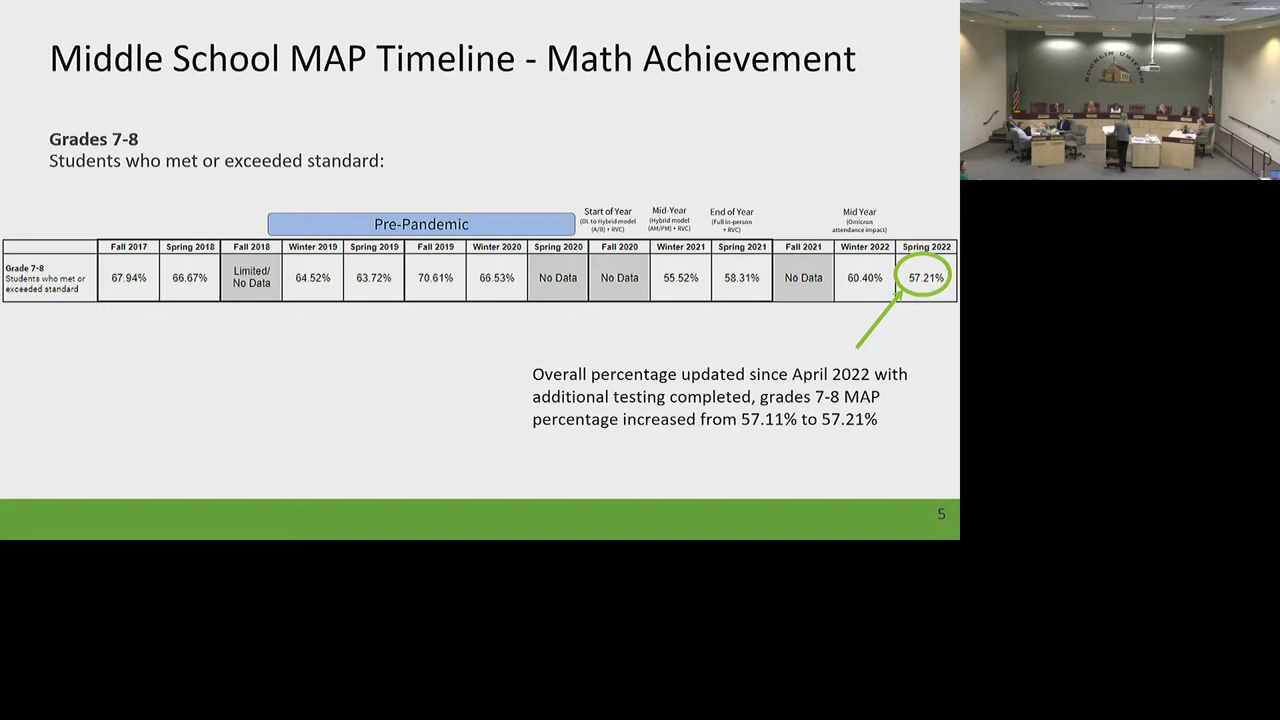 Middle School MAP Timeline - Math Achievement
Grades 7-8
Students who met or exceeded standard:
Pre-Pandemic
Start of Year
(DL to Hybrid model
(A/B) + RVC)
Mid-Year
(Hybrid model
(AM/PM) + RVC)
End of Year
(Full in-person
+ RVC)
Mid Year
(Omicron
attendance impact)
Fall 2017 Spring 2018 Fall 2018 Winter 2019 Spring 2019 Fall 2019 Winter 2020 Spring 2020 Fall 2020 Winter 2021 Spring 2021 Fall 2021 Winter 2022 Spring 2022
Grade 7-8
Students who met or
exceeded standard
67.94% 66.67% Limited/
No Data
64.52% 63.72% 70.61% 66.53% No Data No Data 55.52% 58.31% No Data 60.40% 57.21%
Overall percentage updated since April 2022 with
additional testing completed, grades 7-8 MAP
percentage increased from 57.11% to 57.21%
5
ROCKLIN UNIFIED